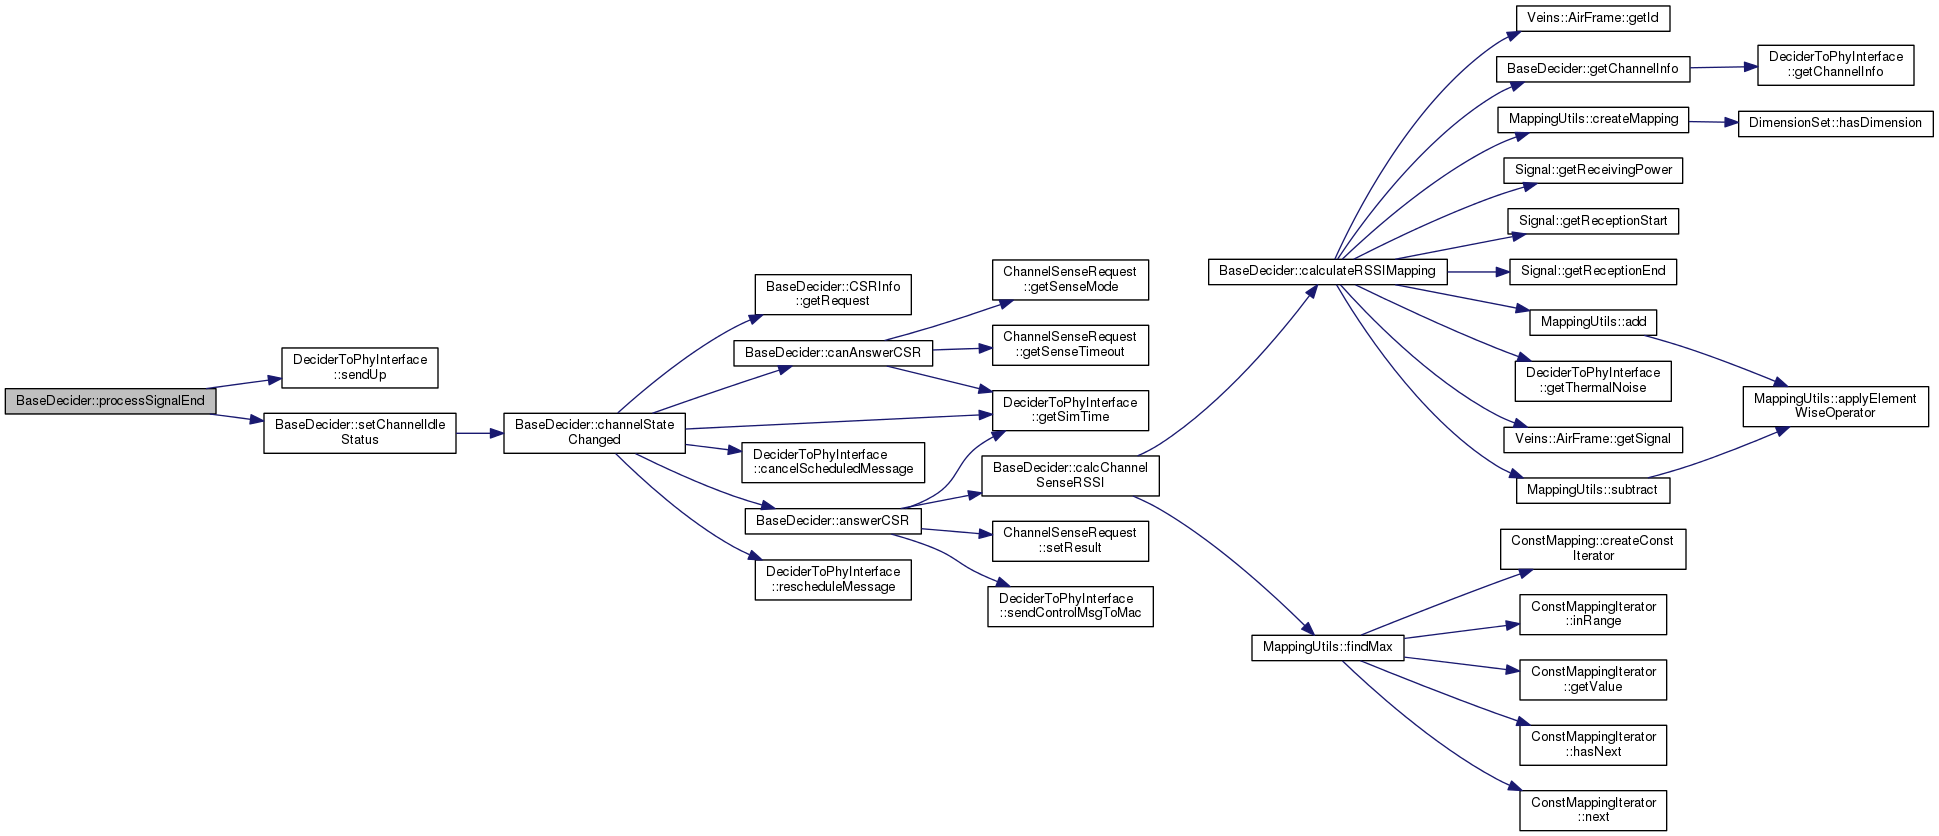 BaseDecider::processSignalEnd
DeciderToPhyInterface
::sendUp
BaseDecider::setChannelIdle
Status
BaseDecider::channelState
Changed
BaseDecider::CSRInfo
::getRequest
BaseDecider::canAnswerCSR
DeciderToPhyInterface
::cancelScheduledMessage
BaseDecider::answerCSR
DeciderToPhyInterface
::rescheduleMessage
ChannelSenseRequest
::getSenseMode
ChannelSenseRequest
::getSenseTimeout
DeciderToPhyInterface
::getSimTime
BaseDecider::calcChannel
SenseRSSI
ChannelSenseRequest
::setResult
DeciderToPhyInterface
::sendControlMsgToMac
BaseDecider::calculateRSSIMapping
MappingUtils::findMax
Veins::AirFrame::getId
BaseDecider::getChannelInfo
MappingUtils::createMapping
Signal::getReceivingPower
Signal::getReceptionStart
Signal::getReceptionEnd
MappingUtils::add
DeciderToPhyInterface
::getThermalNoise
Veins::AirFrame::getSignal
MappingUtils::subtract
ConstMapping::createConst
Iterator
ConstMappingIterator
::inRange
ConstMappingIterator
::getValue
ConstMappingIterator
::hasNext
ConstMappingIterator
::next
DeciderToPhyInterface
::getChannelInfo
DimensionSet::hasDimension
MappingUtils::applyElement
WiseOperator